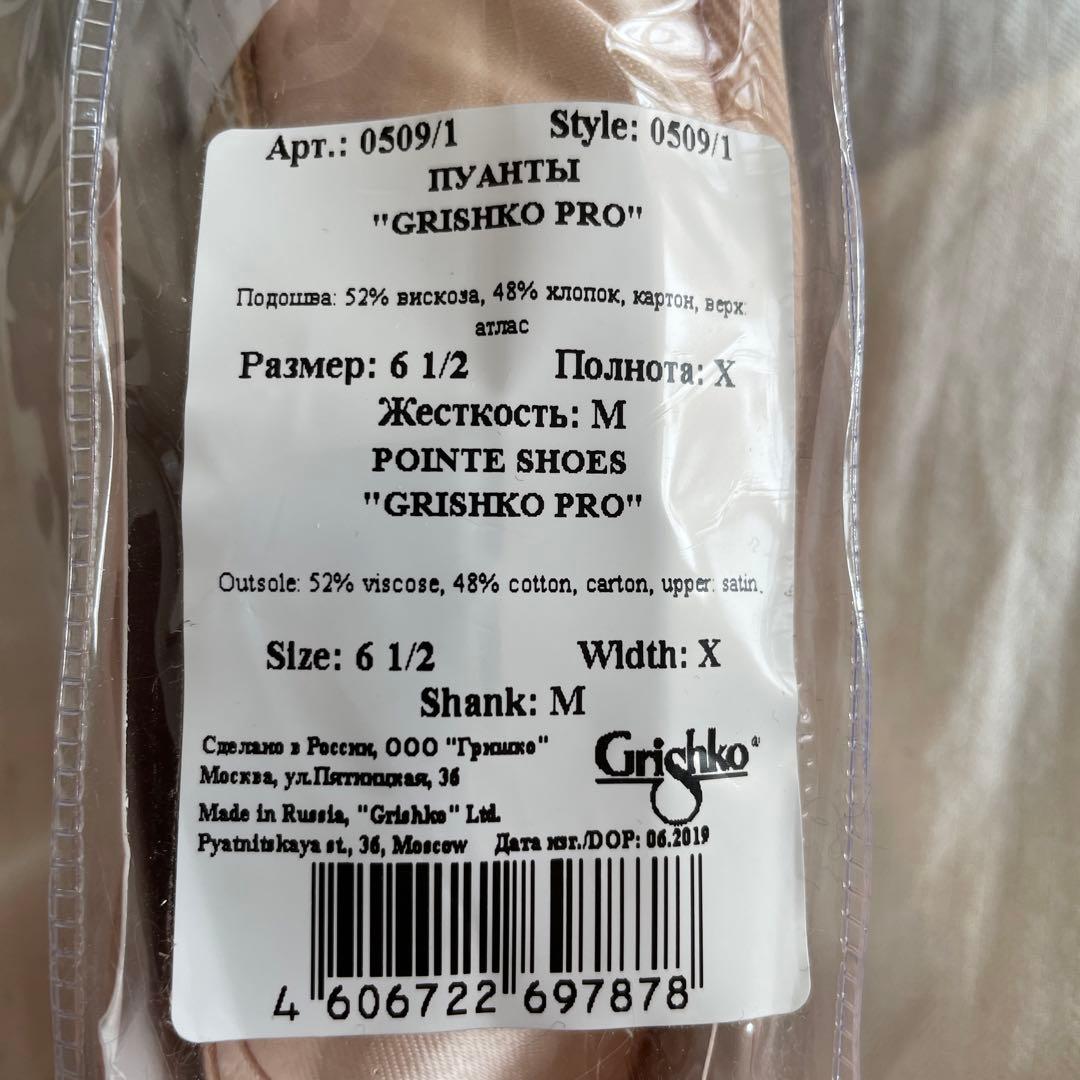 Арт.: 0509/1 Style: 0509/1
ПУАНТЫ
"GRISHKO PRO"
Подошва: 52% вискоза, 48% хлопок, картон, верх:
атлас
Размер: 6 1/2 Полнота: X
Жесткость: M
POINTE SHOES
"GRISHKO PRO"
Outsole: 52% viscose, 48% cotton, carton, upper: satin.
Size: 6 1/2 Width: X
Shank: M
Сделано в России, ООО "Гришко"
Москва, ул.Пятницкая, 36
Grishko®
Made in Russia, "Grishko" Ltd.
Pyatnitskaya st., 36, Moscow Дата изг./DOP: 06.2019
4 606722 697878